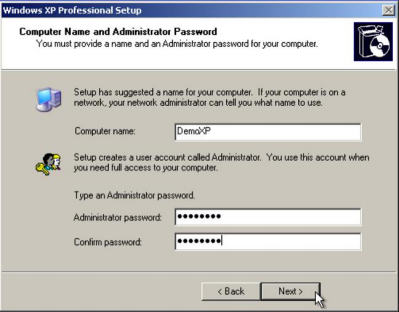 Windows XP Professional Setup
Computer Name and Administrator Password
You must provide a name and an Administrator password for your computer.
Setup has suggested a name for your computer. If your computer is on a
network, your network administrator can tell you what name to use.
Computer name:
DemoXP
Setup creates a user account called Administrator. You use this account when
you need full access to your computer.
Type an Administrator password.
Administrator password:
••••••••
Confirm password:
••••••••
< Back
Next >